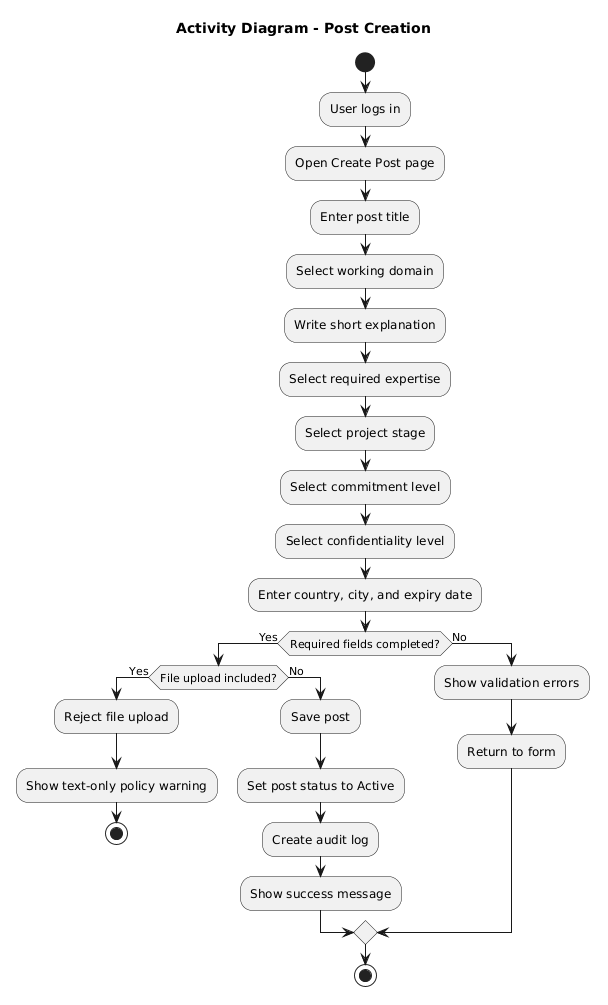 Activity Diagram - Post Creation
User logs in
Open Create Post page
Enter post title
Select working domain
Write short explanation
Select required expertise
Select project stage
Select commitment level
Select confidentiality level
Enter country, city, and expiry date
Yes
Required fields completed?
No
Yes
File upload included?
No
Show validation errors
Reject file upload
Save post
Return to form
Show text-only policy warning
Set post status to Active
Create audit log
Show success message